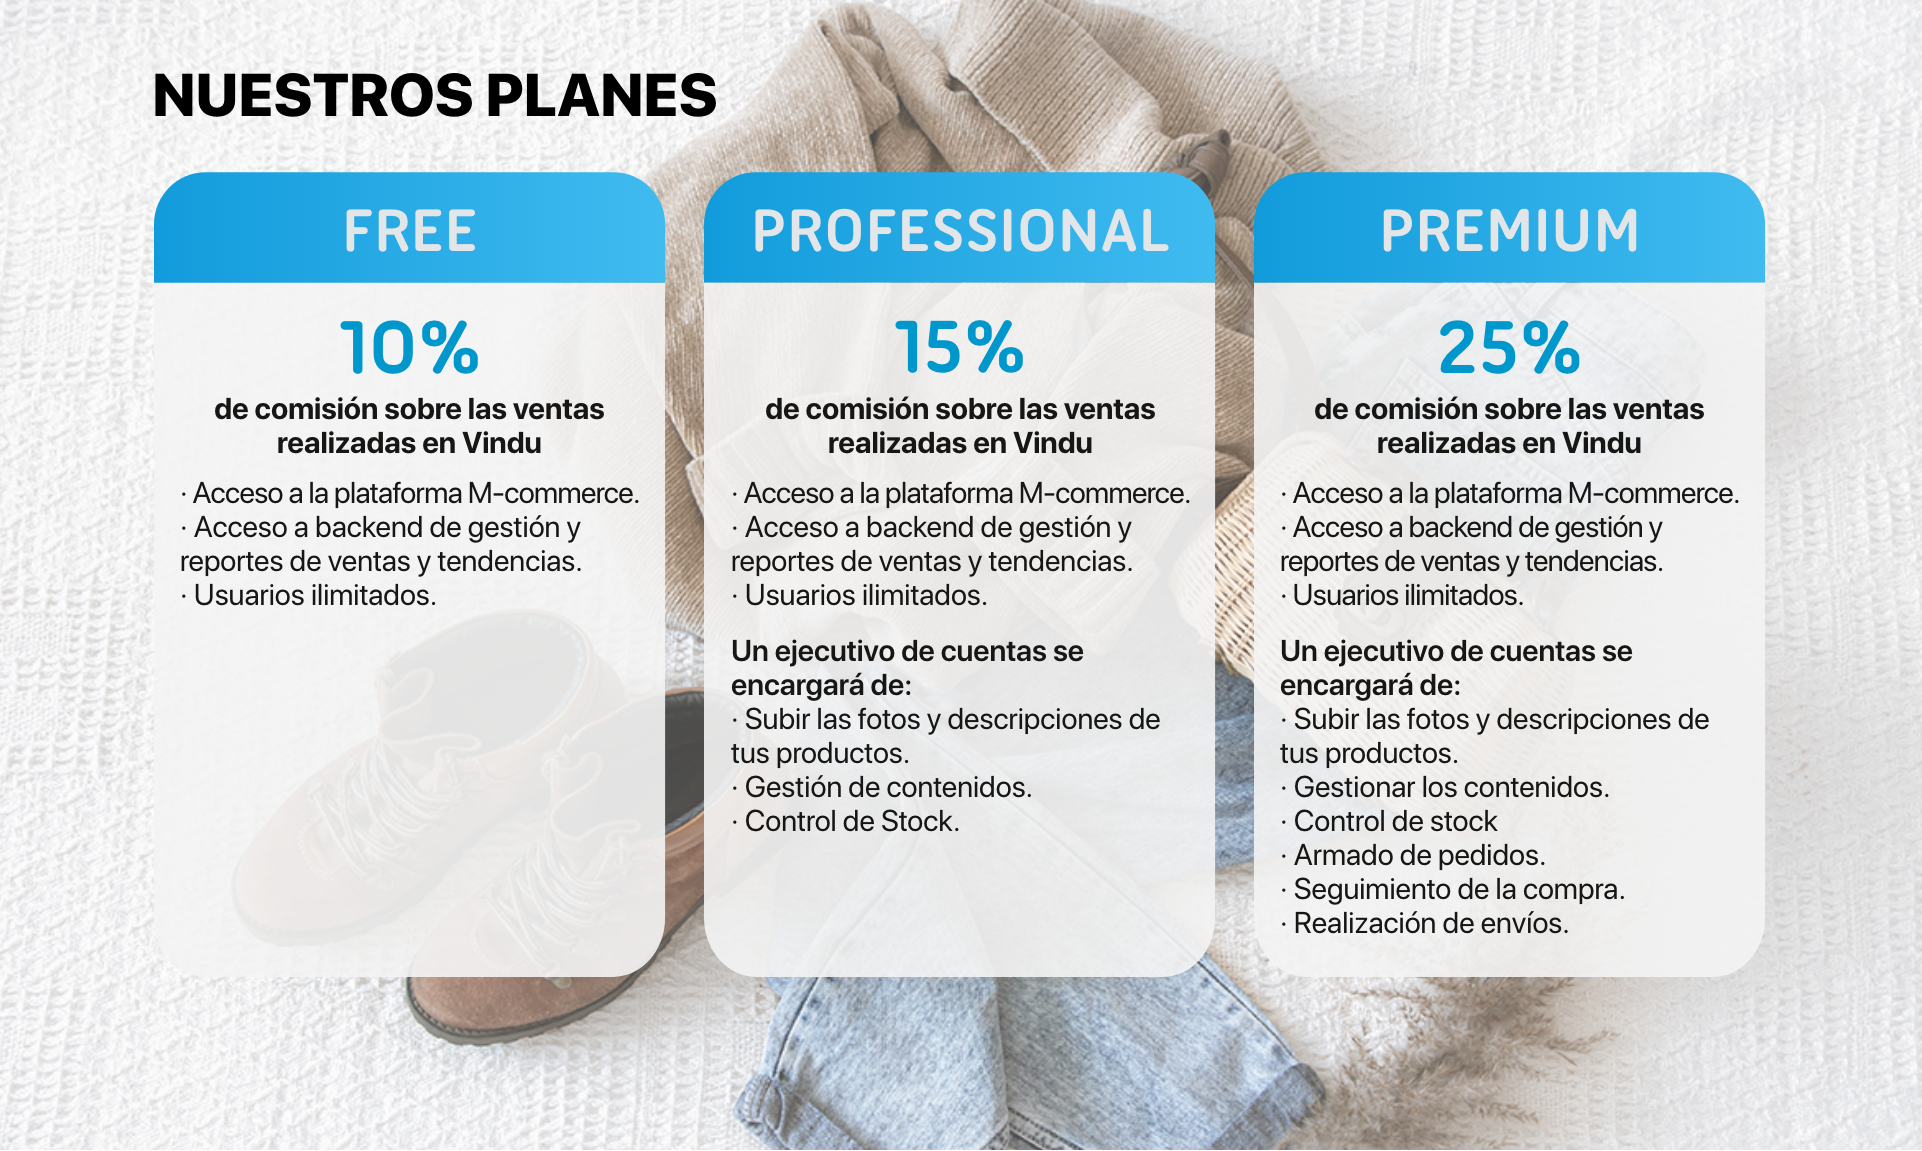 NUESTROS PLANES
FREE
10%
de comisión sobre las ventas
realizadas en Vindu
· Acceso a la plataforma M-commerce.
· Acceso a backend de gestión y
reportes de ventas y tendencias.
· Usuarios ilimitados.
PROFESSIONAL
15%
de comisión sobre las ventas
realizadas en Vindu
· Acceso a la plataforma M-commerce.
· Acceso a backend de gestión y
reportes de ventas y tendencias.
· Usuarios ilimitados.
Un ejecutivo de cuentas se
encargará de:
· Subir las fotos y descripciones de
tus productos.
· Gestión de contenidos.
· Control de Stock.
PREMIUM
25%
de comisión sobre las ventas
realizadas en Vindu
· Acceso a la plataforma M-commerce.
· Acceso a backend de gestión y
reportes de ventas y tendencias.
· Usuarios ilimitados.
Un ejecutivo de cuentas se
encargará de:
· Subir las fotos y descripciones de
tus productos.
· Gestionar los contenidos.
· Control de stock
· Armado de pedidos.
· Seguimiento de la compra.
· Realización de envíos.